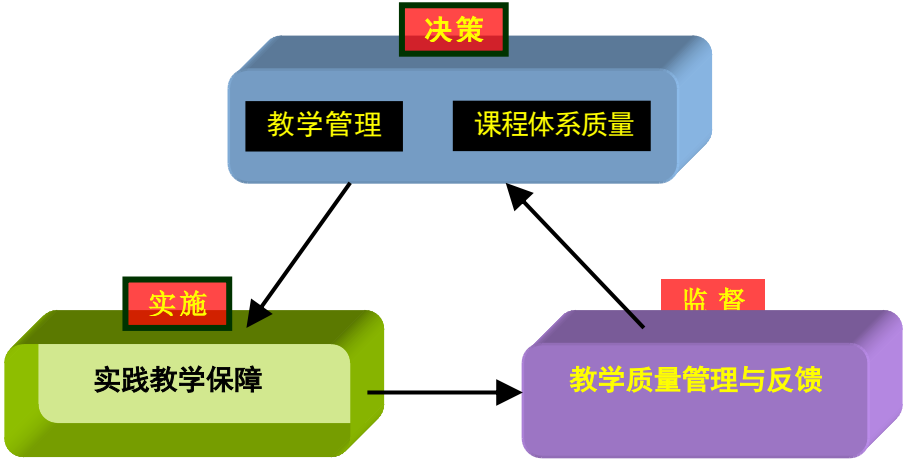 决策
教学管理
课程体系质量
实施
监督
实践教学保障
教学质量管理与反馈